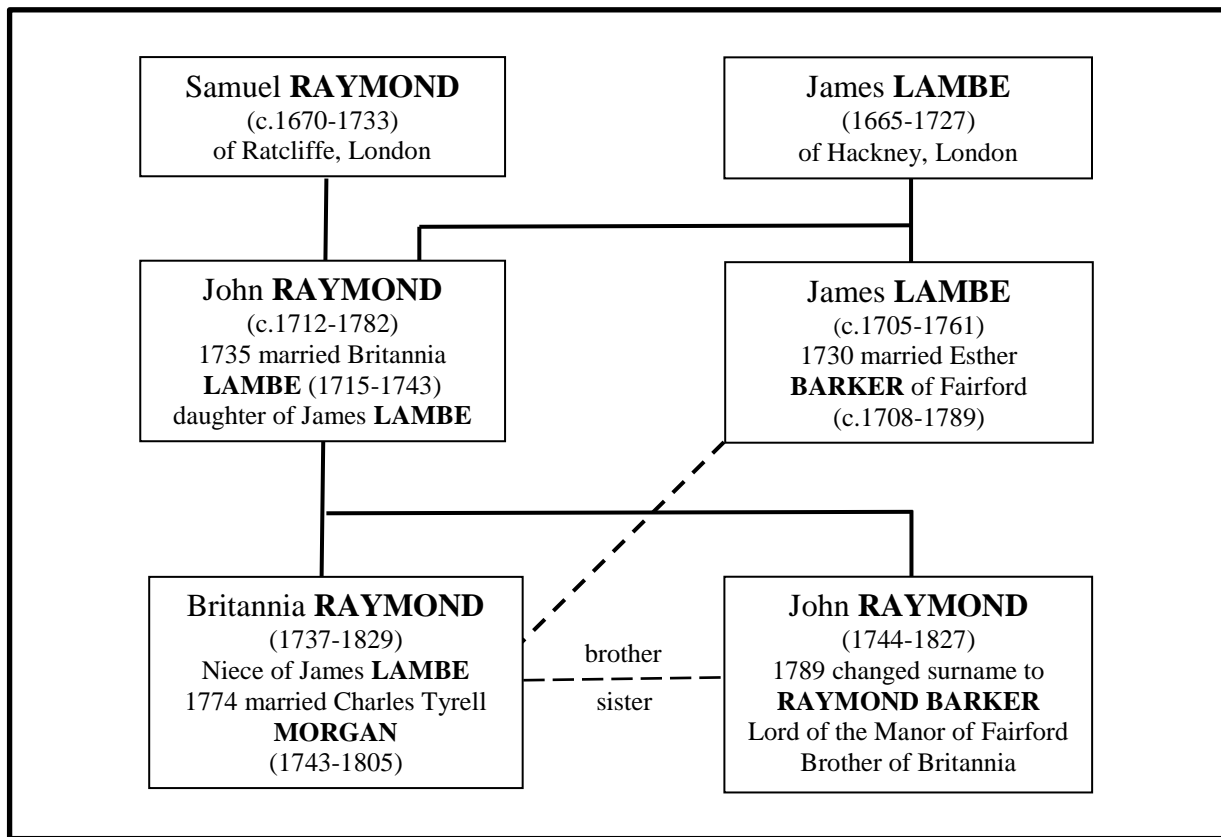 Samuel RAYMOND
(c.1670-1733)
of Ratcliffe, London
James LAMBE
(1665-1727)
of Hackney, London
John RAYMOND
(c.1712-1782)
1735 married Britannia
LAMBE (1715-1743)
daughter of James LAMBE
James LAMBE
(c.1705-1761)
1730 married Esther
BARKER of Fairford
(c.1708-1789)
Britannia RAYMOND
(1737-1829)
Niece of James LAMBE
1774 married Charles Tyrell
MORGAN
(1743-1805)
brother
sister
John RAYMOND
(1744-1827)
1789 changed surname to
RAYMOND BARKER
Lord of the Manor of Fairford
Brother of Britannia